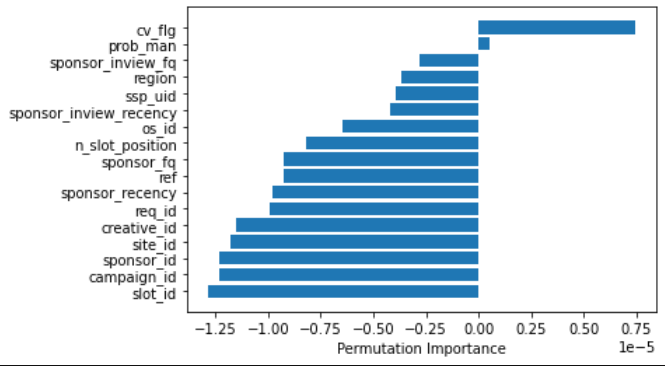 cv_flg
prob_man
sponsor_inview_fq
region
ssp_uid
sponsor_inview_recency
os_id
n_slot_position
sponsor_fq
ref
sponsor_recency
req_id
creative_id
site_id
sponsor_id
campaign_id
slot_id
−1.25 −1.00 −0.75 −0.50 −0.25 0.00 0.25 0.50 0.75
1e−5
Permutation Importance